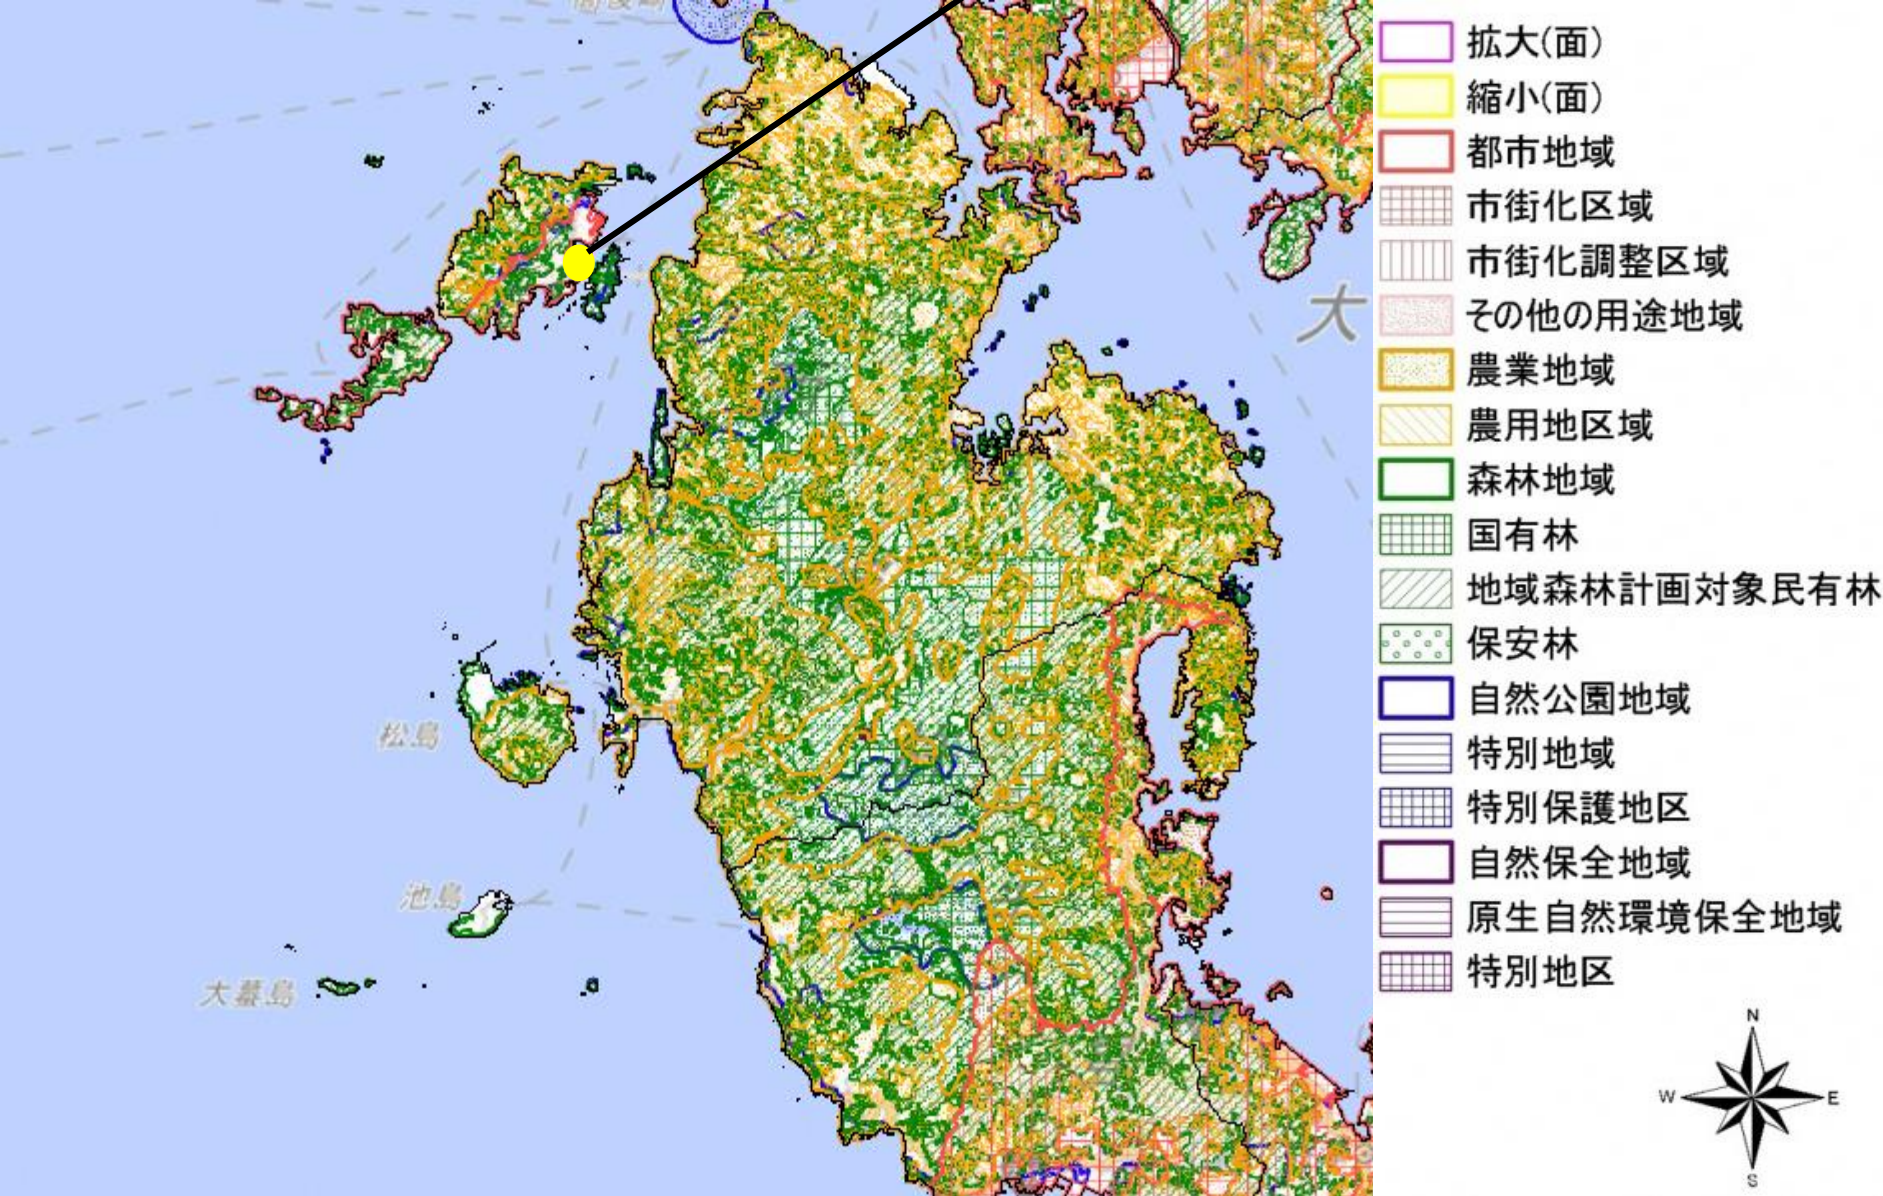 大
松島
池島
大蟇島
拡大(面)
縮小(面)
都市地域
市街化区域
市街化調整区域
その他の用途地域
農業地域
農用地区域
森林地域
国有林
地域森林計画対象民有林
保安林
自然公園地域
特別地域
特別保護地区
自然保全地域
原生自然環境保全地域
特別地区
N
W
E
S